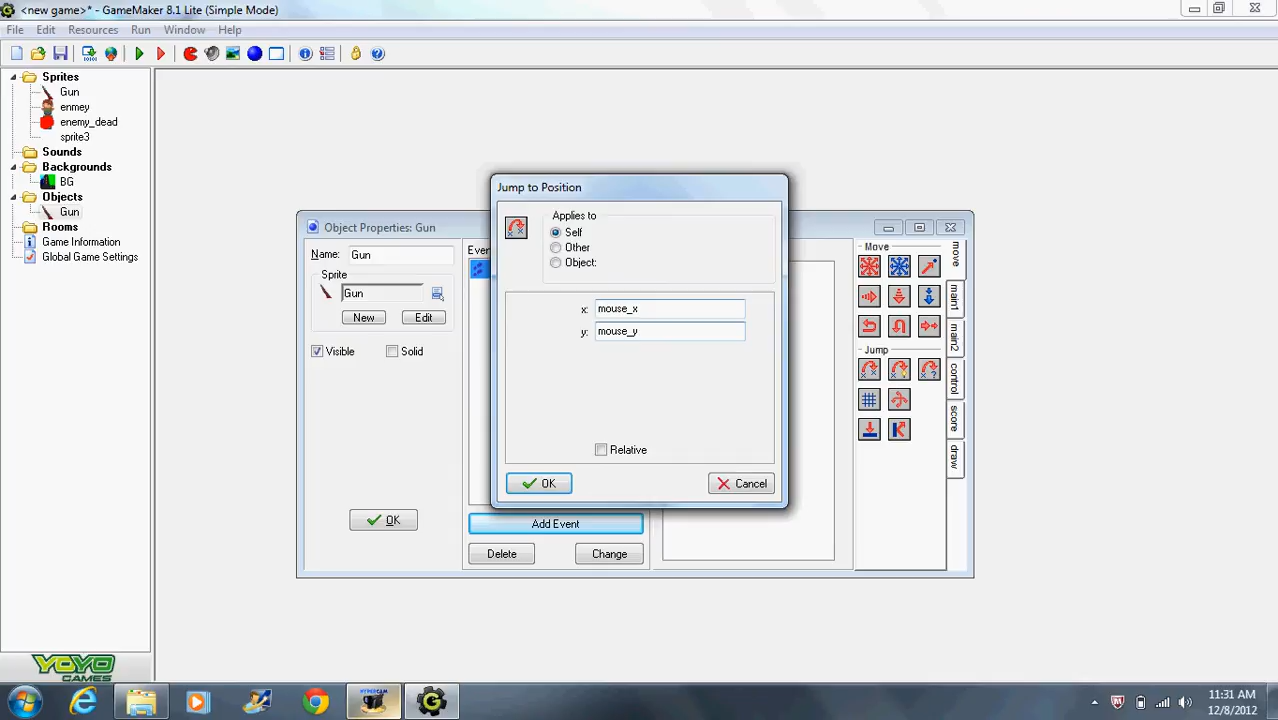 <new game>* - GameMaker 8.1 Lite (Simple Mode)
File Edit Resources Run Window Help
Sprites
Gun
enmey
enemy_dead
sprite3
Sounds
Backgrounds
BG
Objects
Gun
Rooms
Game Information
Global Game Settings
YOYO
GAMES
Object Properties: Gun
Name: Gun
Sprite
Gun
New Edit
Visible Solid
OK
Add Event
Delete Change
Jump to Position
Applies to
Self
Other
Object:
x: mouse_x
y: mouse_y
Relative
OK Cancel
Move
Jump
move
main1
main2
control
score
draw
HYPERCAM
11:31 AM
12/8/2012